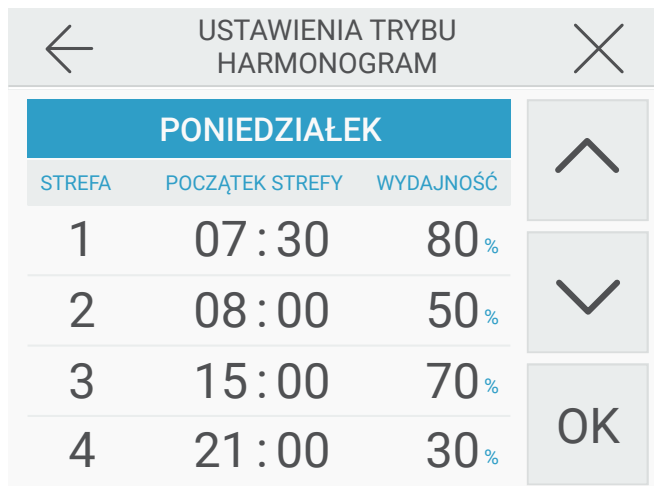 USTAWIENIA TRYBU
HARMONOGRAM
PONIEDZIAŁEK
STREFA POCZĄTEK STREFY WYDAJNOŚĆ
1 07:30 80%
2 08:00 50%
3 15:00 70%
4 21:00 30%
OK